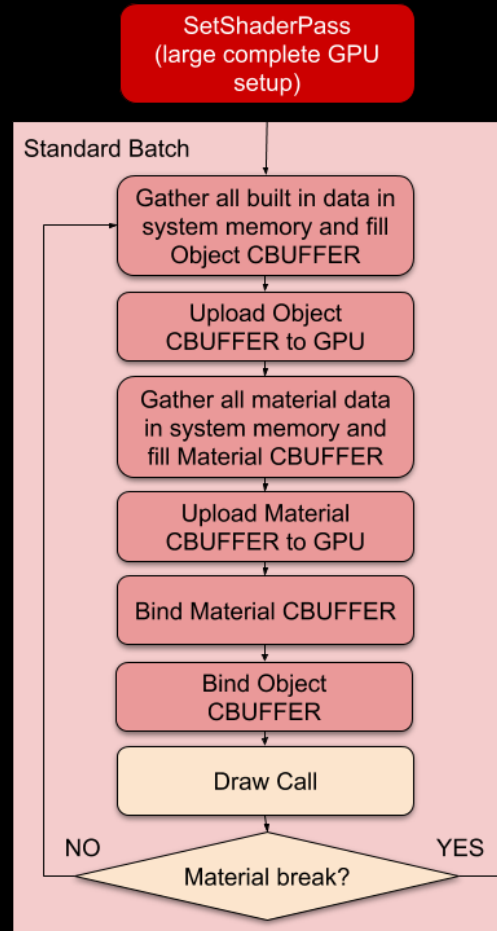 SetShaderPass
(large complete GPU
setup)
Standard Batch
Gather all built in data in
system memory and fill
Object CBUFFER
Upload Object
CBUFFER to GPU
Gather all material data
in system memory and
fill Material CBUFFER
Upload Material
CBUFFER to GPU
Bind Material CBUFFER
Bind Object
CBUFFER
Draw Call
NO
YES
Material break?